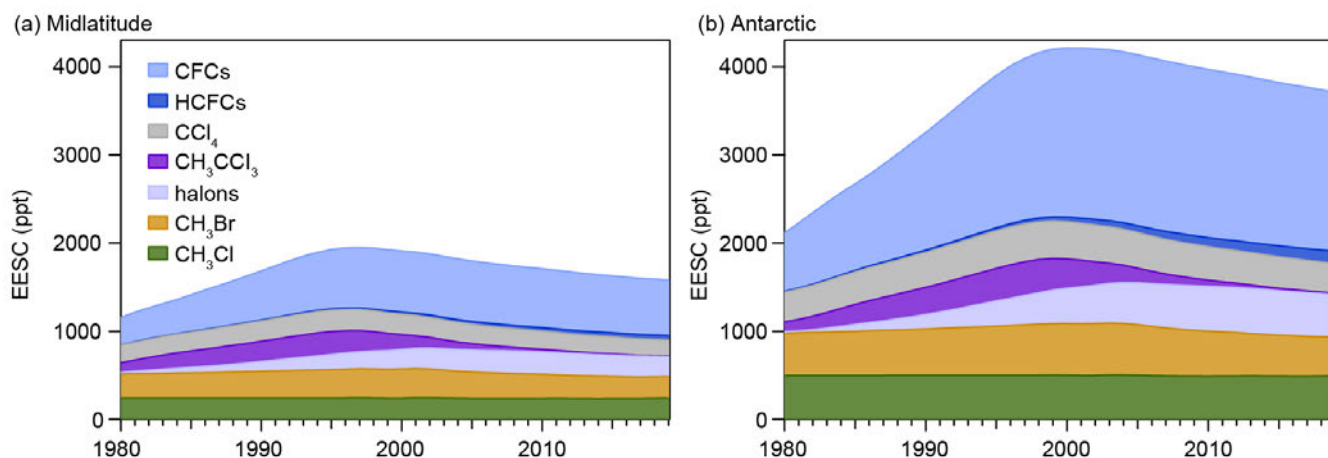 (a) Midlatitude
EESC (ppt)
4000
3000
2000
1000
0
CFCs
HCFCs
CCl₄
CH₃CCl₃
halons
CH₃Br
CH₃Cl
1980 1990 2000 2010
(b) Antarctic
EESC (ppt)
4000
3000
2000
1000
0
1980 1990 2000 2010